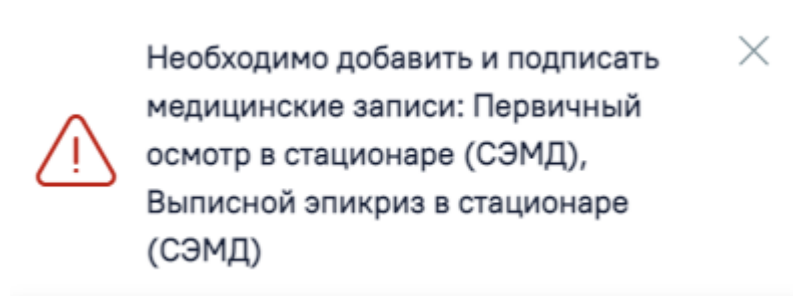 Необходимо добавить и подписать
медицинские записи: Первичный
осмотр в стационаре (СЭМД),
Выписной эпикриз в стационаре
(СЭМД)